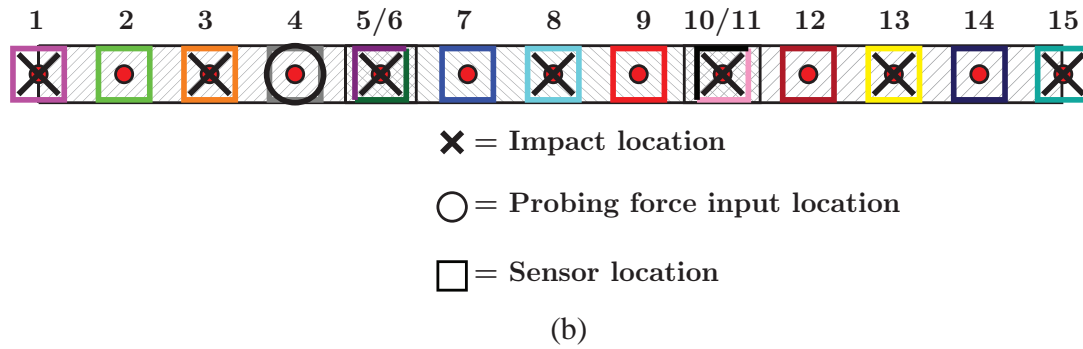 1 2 3 4 5/6 7 8 9 10/11 12 13 14 15
= Impact location
= Probing force input location
= Sensor location
(b)